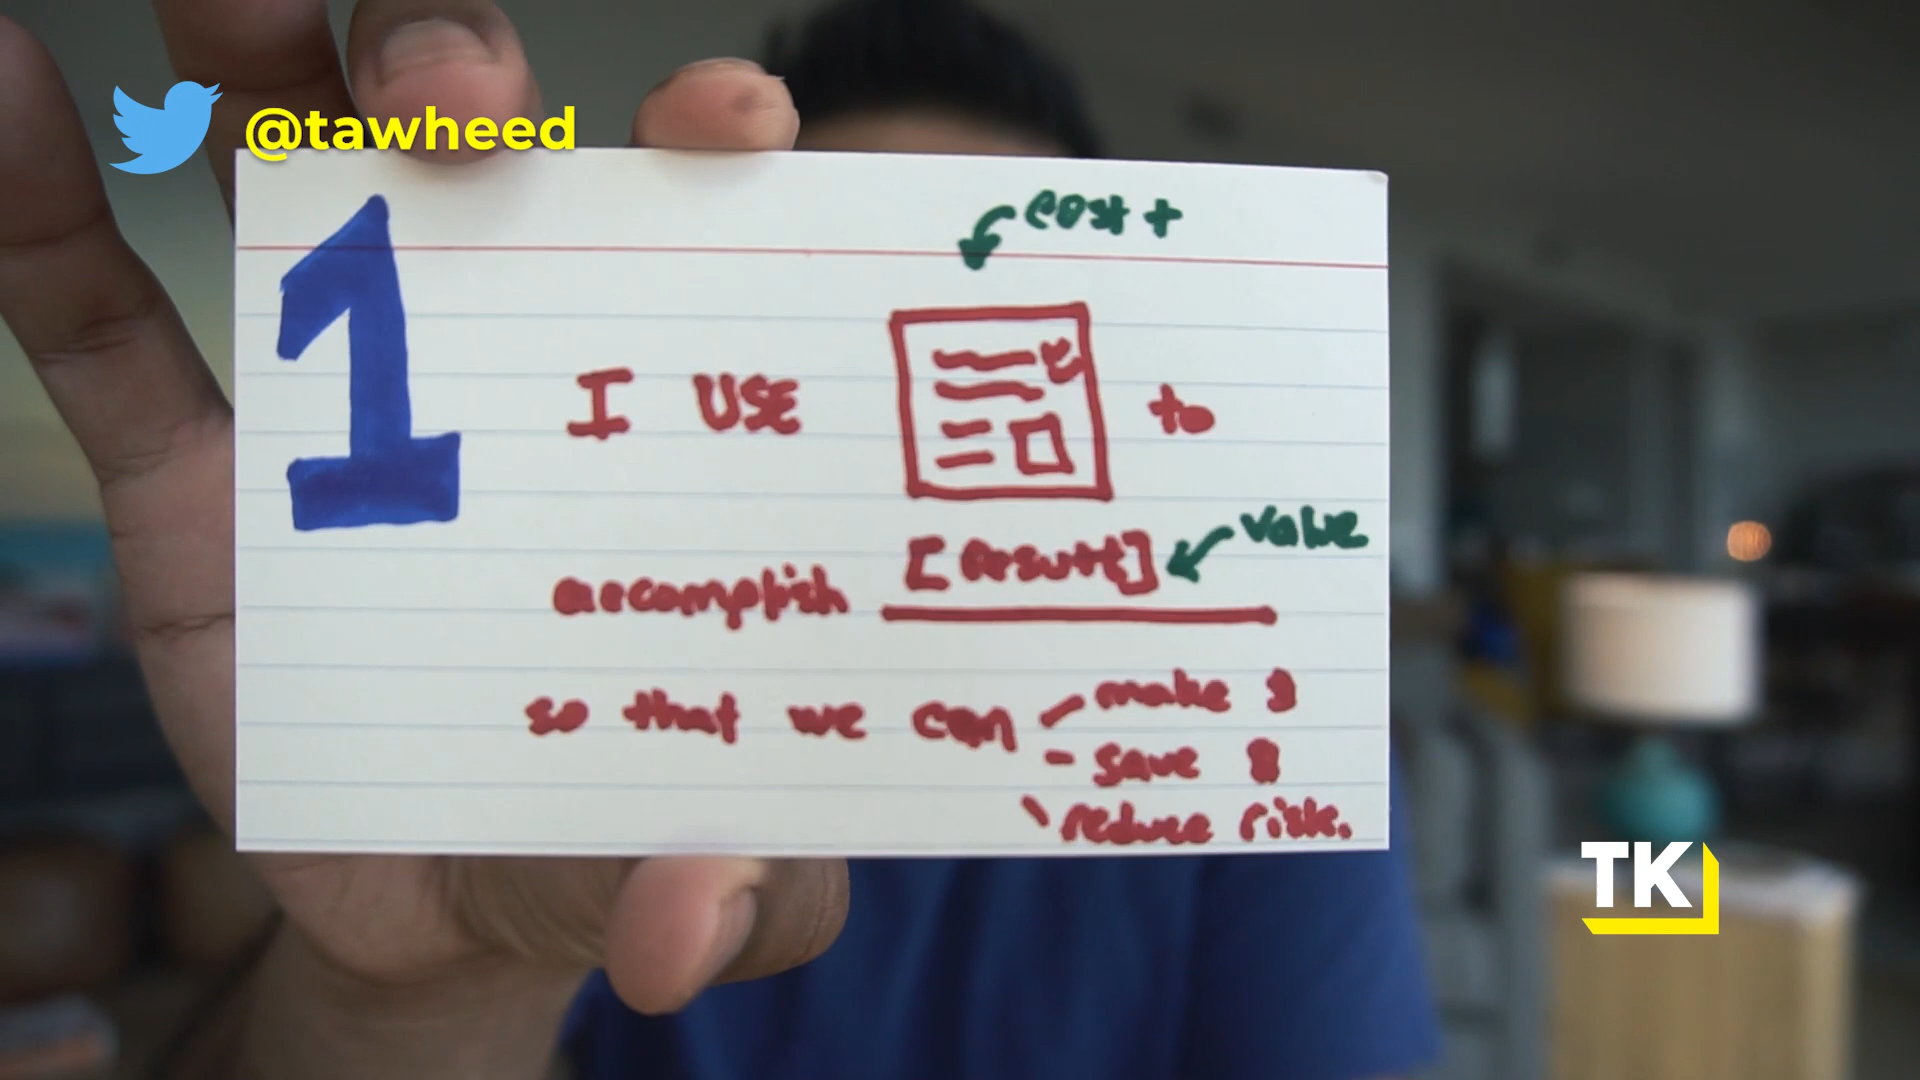 @tawheed
1
cost +
I USE to
value
accomplish [result]
so that we can - make $
- save $
\ reduce risk.
TK